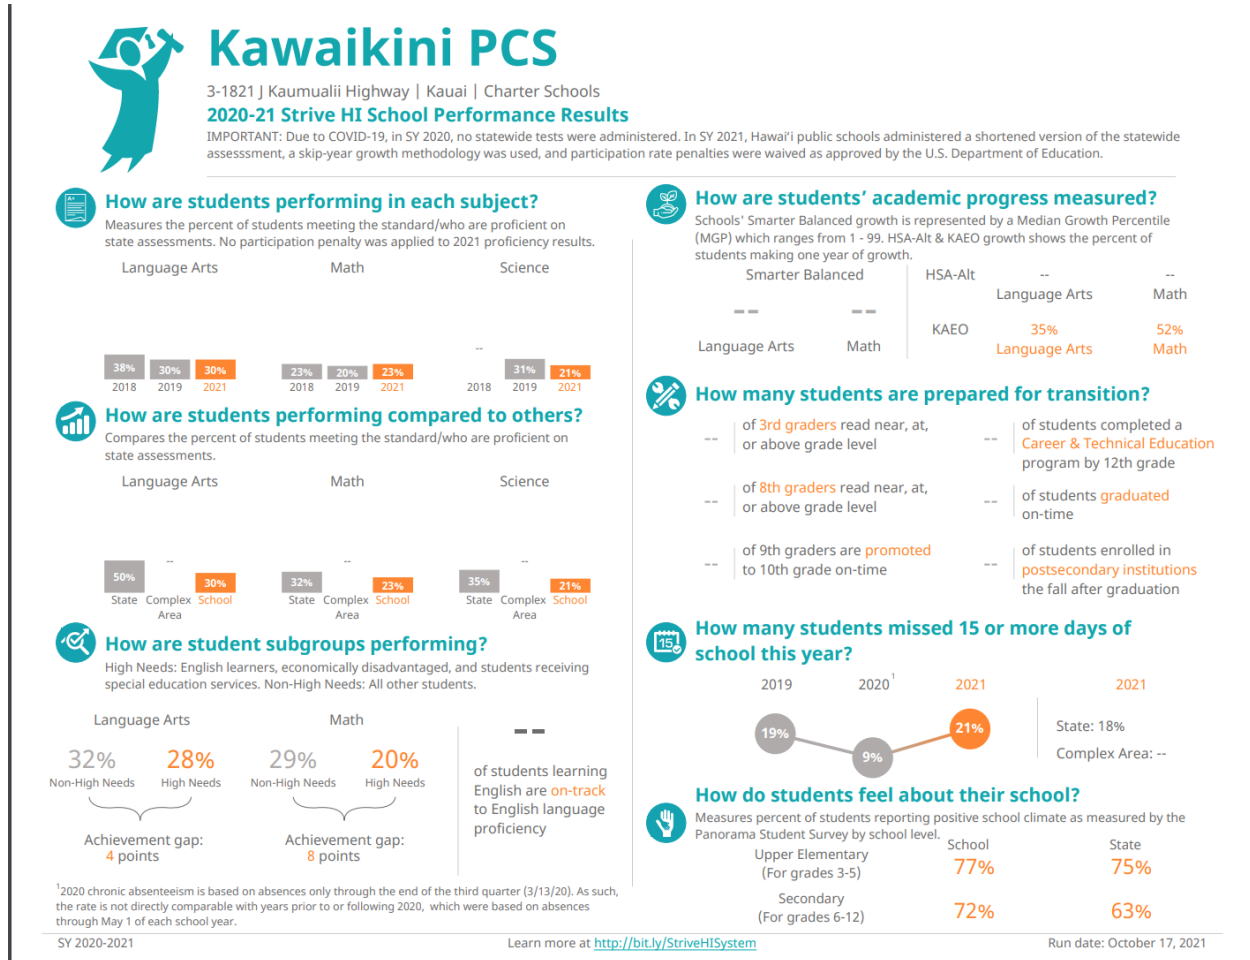 Kawaikini PCS
3-1821 J Kaumualii Highway | Kauai | Charter Schools
2020-21 Strive HI School Performance Results
IMPORTANT: Due to COVID-19, in SY 2020, no statewide tests were administered. In SY 2021, Hawai‘i public schools administered a shortened version of the statewide
assesssment, a skip-year growth methodology was used, and participation rate penalties were waived as approved by the U.S. Department of Education.
A+
How are students performing in each subject?
Measures the percent of students meeting the standard/who are proficient on
state assessments. No participation penalty was applied to 2021 proficiency results.
Language Arts Math Science
--
38% 30% 30% 23% 20% 23% 31% 21%
2018 2019 2021 2018 2019 2021 2018 2019 2021
How are students performing compared to others?
Compares the percent of students meeting the standard/who are proficient on
state assessments.
Language Arts Math Science
-- -- --
50% 30% 32% 23% 35% 21%
State Complex School State Complex School State Complex School
Area Area Area
How are student subgroups performing?
High Needs: English learners, economically disadvantaged, and students receiving
special education services. Non-High Needs: All other students.
Language Arts Math
32% 28% 29% 20%
Non-High Needs High Needs Non-High Needs High Needs
Achievement gap: Achievement gap:
4 points 8 points
--
of students learning
English are on-track
to English language
proficiency
1 2020 chronic absenteeism is based on absences only through the end of the third quarter (3/13/20). As such,
the rate is not directly comparable with years prior to or following 2020, which were based on absences
through May 1 of each school year.
How are students’ academic progress measured?
Schools' Smarter Balanced growth is represented by a Median Growth Percentile
(MGP) which ranges from 1 - 99. HSA-Alt & KAEO growth shows the percent of
students making one year of growth.
Smarter Balanced
-- --
Language Arts Math
HSA-Alt -- --
Language Arts Math
KAEO 35% 52%
Language Arts Math
How many students are prepared for transition?
-- of 3rd graders read near, at,
or above grade level
-- of 8th graders read near, at,
or above grade level
-- of 9th graders are promoted
to 10th grade on-time
-- of students completed a
Career & Technical Education
program by 12th grade
-- of students graduated
on-time
-- of students enrolled in
postsecondary institutions
the fall after graduation
15
How many students missed 15 or more days of
school this year?
2019 2020 1 2021 2021
19% 9% 21%
State: 18%
Complex Area: --
How do students feel about their school?
Measures percent of students reporting positive school climate as measured by the
Panorama Student Survey by school level.
School State
Upper Elementary
(For grades 3-5) 77% 75%
Secondary
(For grades 6-12) 72% 63%
SY 2020-2021 Learn more at http://bit.ly/StriveHISystem Run date: October 17, 2021